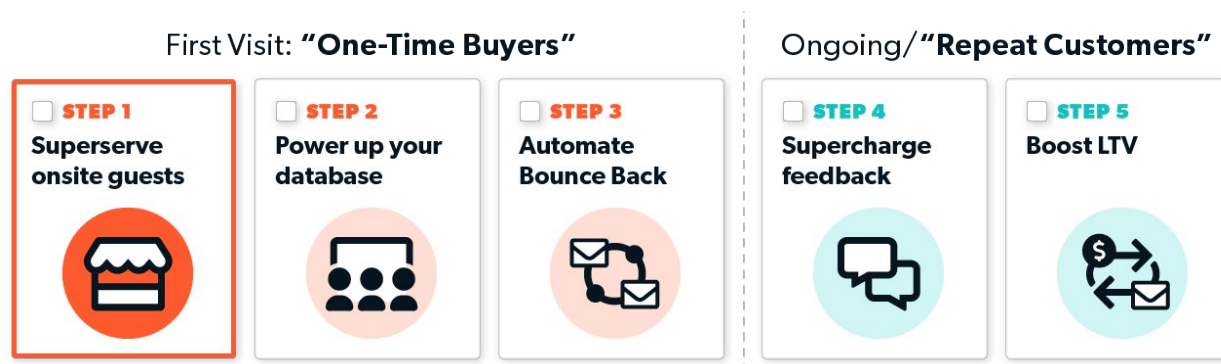 First Visit: “One-Time Buyers”
Ongoing/“Repeat Customers”
STEP 1
Superserve
onsite guests
STEP 2
Power up your
database
STEP 3
Automate
Bounce Back
STEP 4
Supercharge
feedback
STEP 5
Boost LTV
$